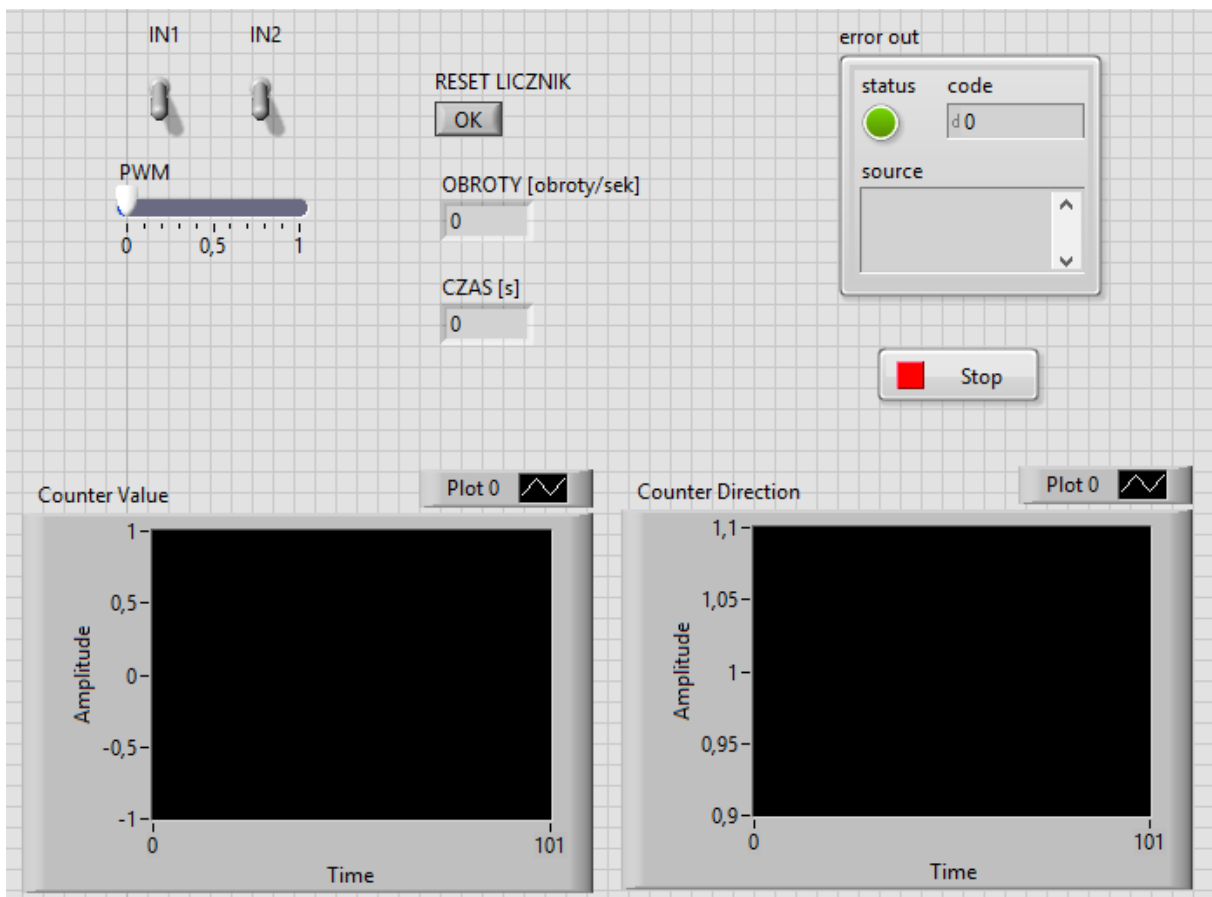 IN1 IN2
error out
RESET LICZNIK
status code
OK
d 0
PWM
source
OBROTY [obroty/sek]
0
0 0,5 1
CZAS [s]
0
Stop
Counter Value
Plot 0
1
0,5
0
-0,5
-1
Amplitude
0 101
Time
Counter Direction
Plot 0
1,1
1,05
1
0,95
0,9
Amplitude
0 101
Time